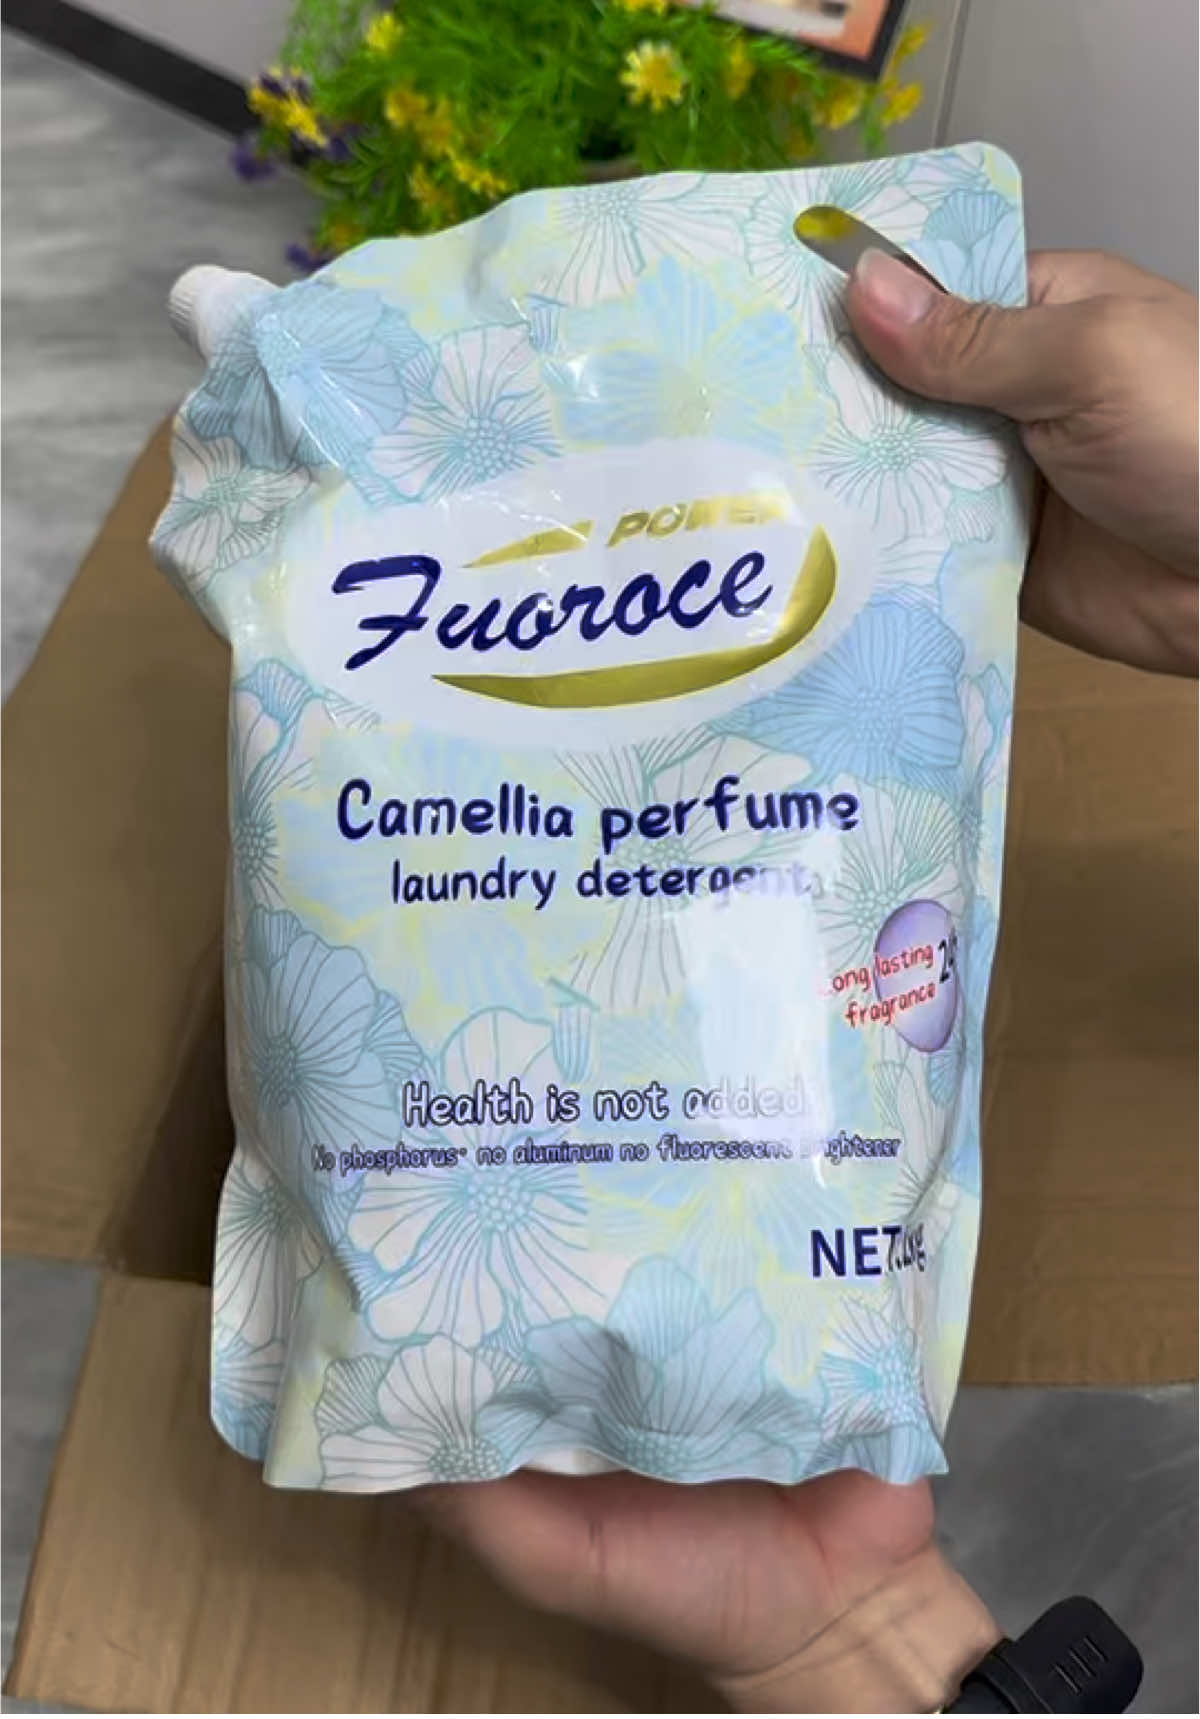 POWER
Fuoroce
Camellia perfume
laundry detergent
long lasting
fragrance
Health is not added
No phosphorus· no aluminum no fluorescent brightener
NET.